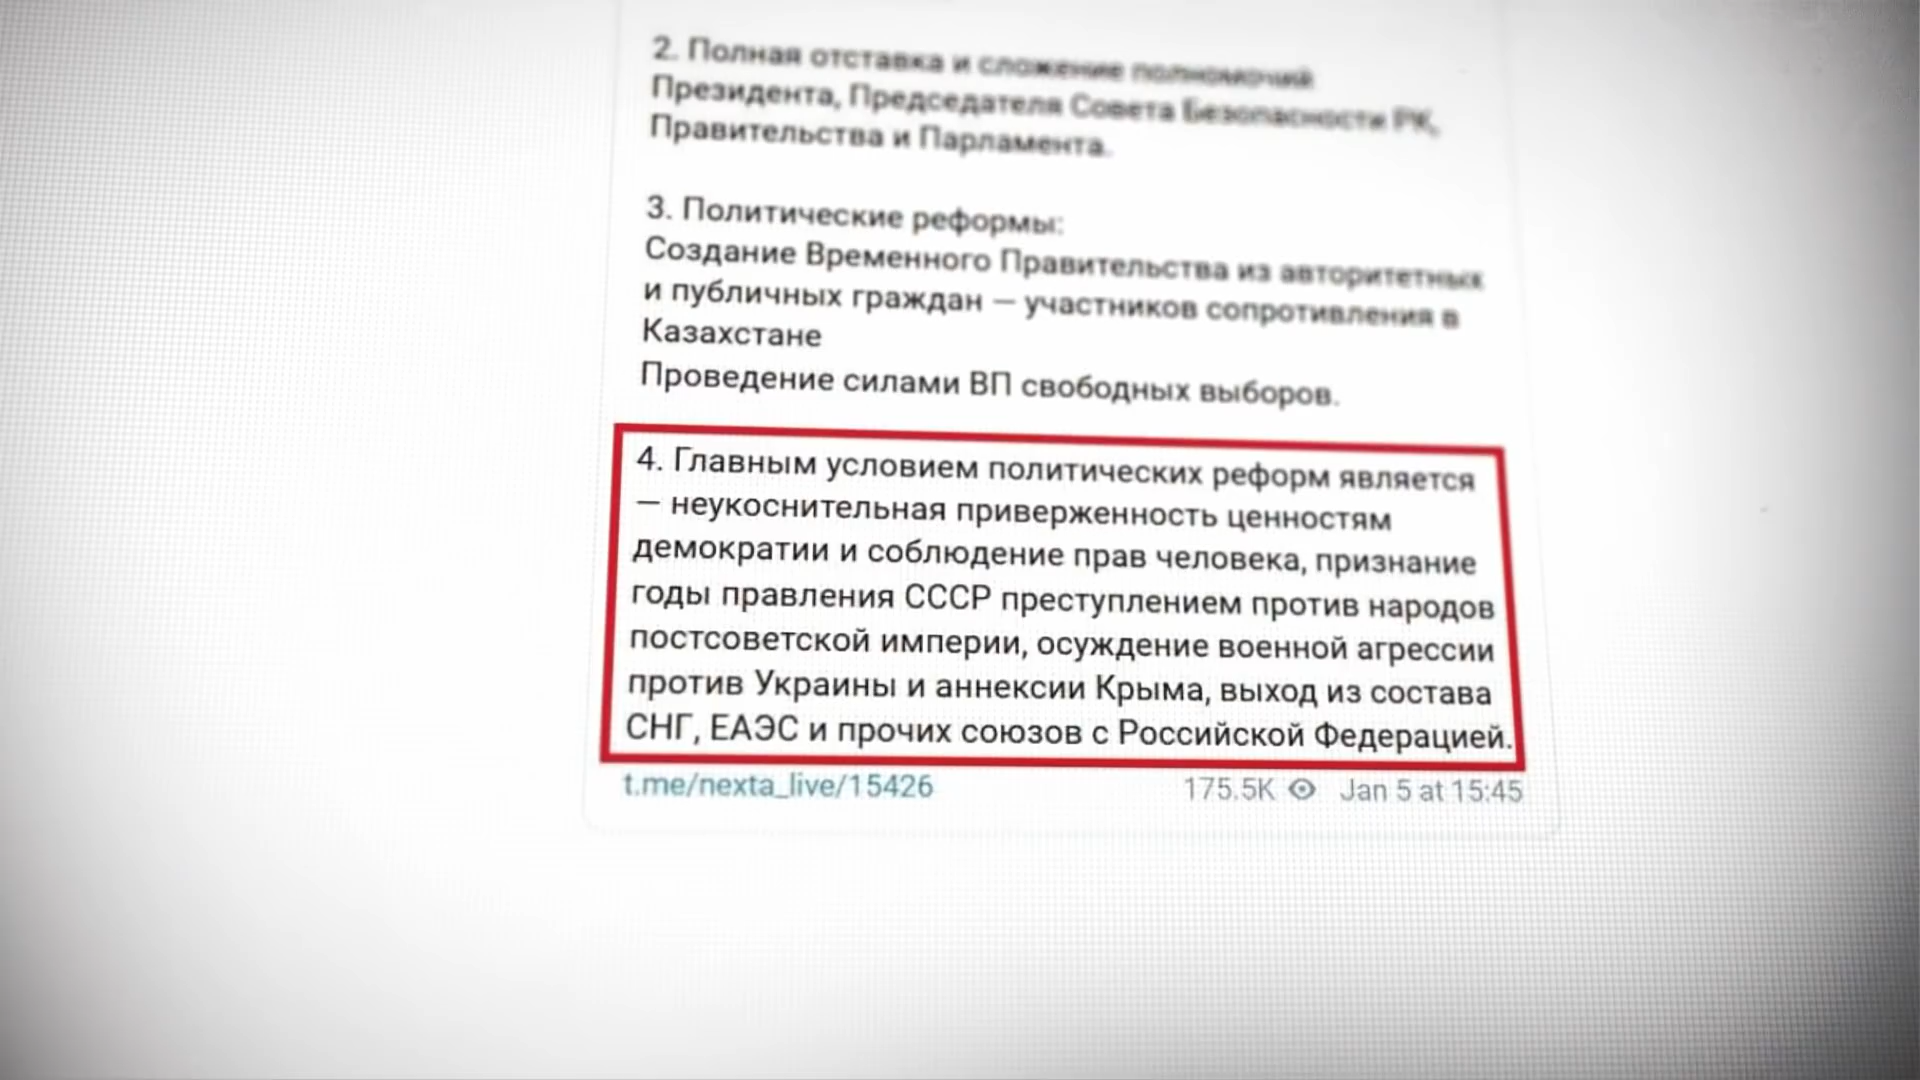 2. Полная отставка и сложение полномочий
Президента, Председателя Совета Безопасности РК,
Правительства и Парламента.
3. Политические реформы:
Создание Временного Правительства из авторитетных
и публичных граждан — участников сопротивления в
Казахстане
Проведение силами ВП свободных выборов.
4. Главным условием политических реформ является
— неукоснительная приверженность ценностям
демократии и соблюдение прав человека, признание
годы правления СССР преступлением против народов
постсоветской империи, осуждение военной агрессии
против Украины и аннексии Крыма, выход из состава
СНГ, ЕАЭС и прочих союзов с Российской Федерацией.
t.me/nexta_live/15426 175.5K Jan 5 at 15:45